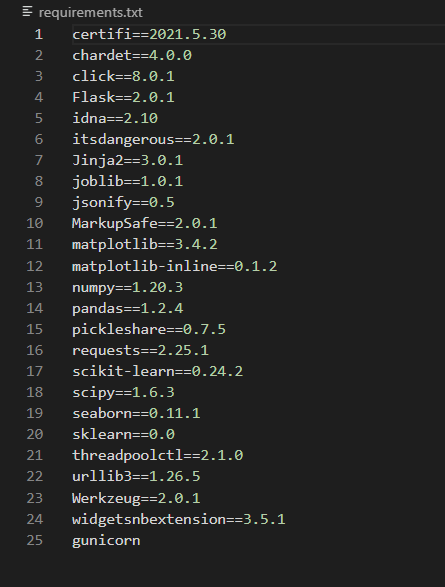 requirements.txt
1 certifi==2021.5.30
2 chardet==4.0.0
3 click==8.0.1
4 Flask==2.0.1
5 idna==2.10
6 itsdangerous==2.0.1
7 Jinja2==3.0.1
8 joblib==1.0.1
9 jsonify==0.5
10 MarkupSafe==2.0.1
11 matplotlib==3.4.2
12 matplotlib-inline==0.1.2
13 numpy==1.20.3
14 pandas==1.2.4
15 pickleshare==0.7.5
16 requests==2.25.1
17 scikit-learn==0.24.2
18 scipy==1.6.3
19 seaborn==0.11.1
20 sklearn==0.0
21 threadpoolctl==2.1.0
22 urllib3==1.26.5
23 Werkzeug==2.0.1
24 widgetsnbextension==3.5.1
25 gunicorn